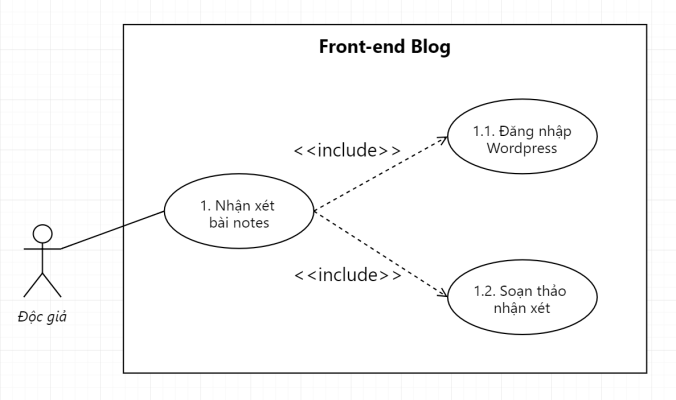 Front-end Blog
<<include>>
1.1. Đăng nhập
Wordpress
1. Nhận xét
bài notes
<<include>>
1.2. Soạn thảo
nhận xét
Độc giả